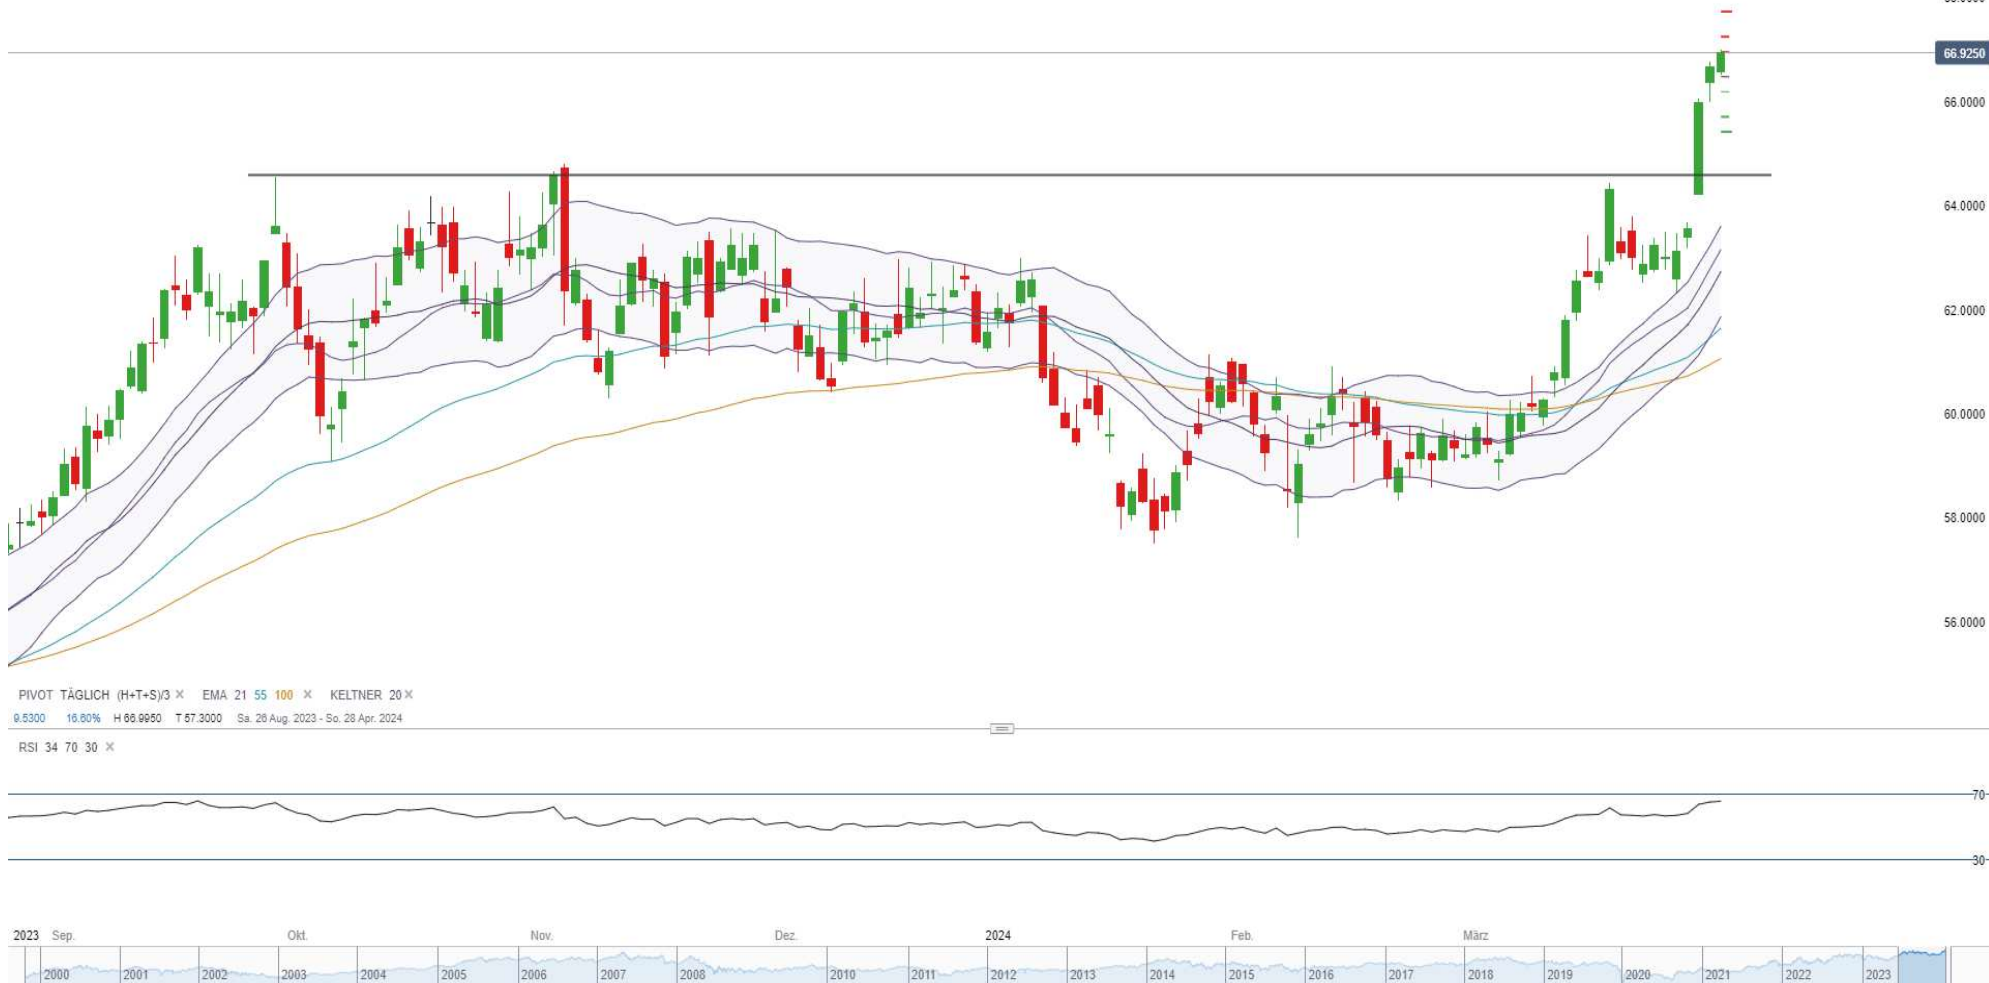 66.9250
66.0000
64.0000
62.0000
60.0000
58.0000
56.0000
PIVOT TÄGLICH (H+T+S)/3 × EMA 21 55 100 × KELTNER 20 ×
9.5300 16.60% H 66.9950 T 57.3000 Sa. 26 Aug. 2023 - So. 28 Apr. 2024
RSI 34 70 30 ×
70
30
2023 Sep. Okt. Nov. Dez. 2024 Feb. März
2000 2001 2002 2003 2004 2005 2006 2007 2008 2010 2011 2012 2013 2014 2015 2016 2017 2018 2019 2020 2021 2022 2023